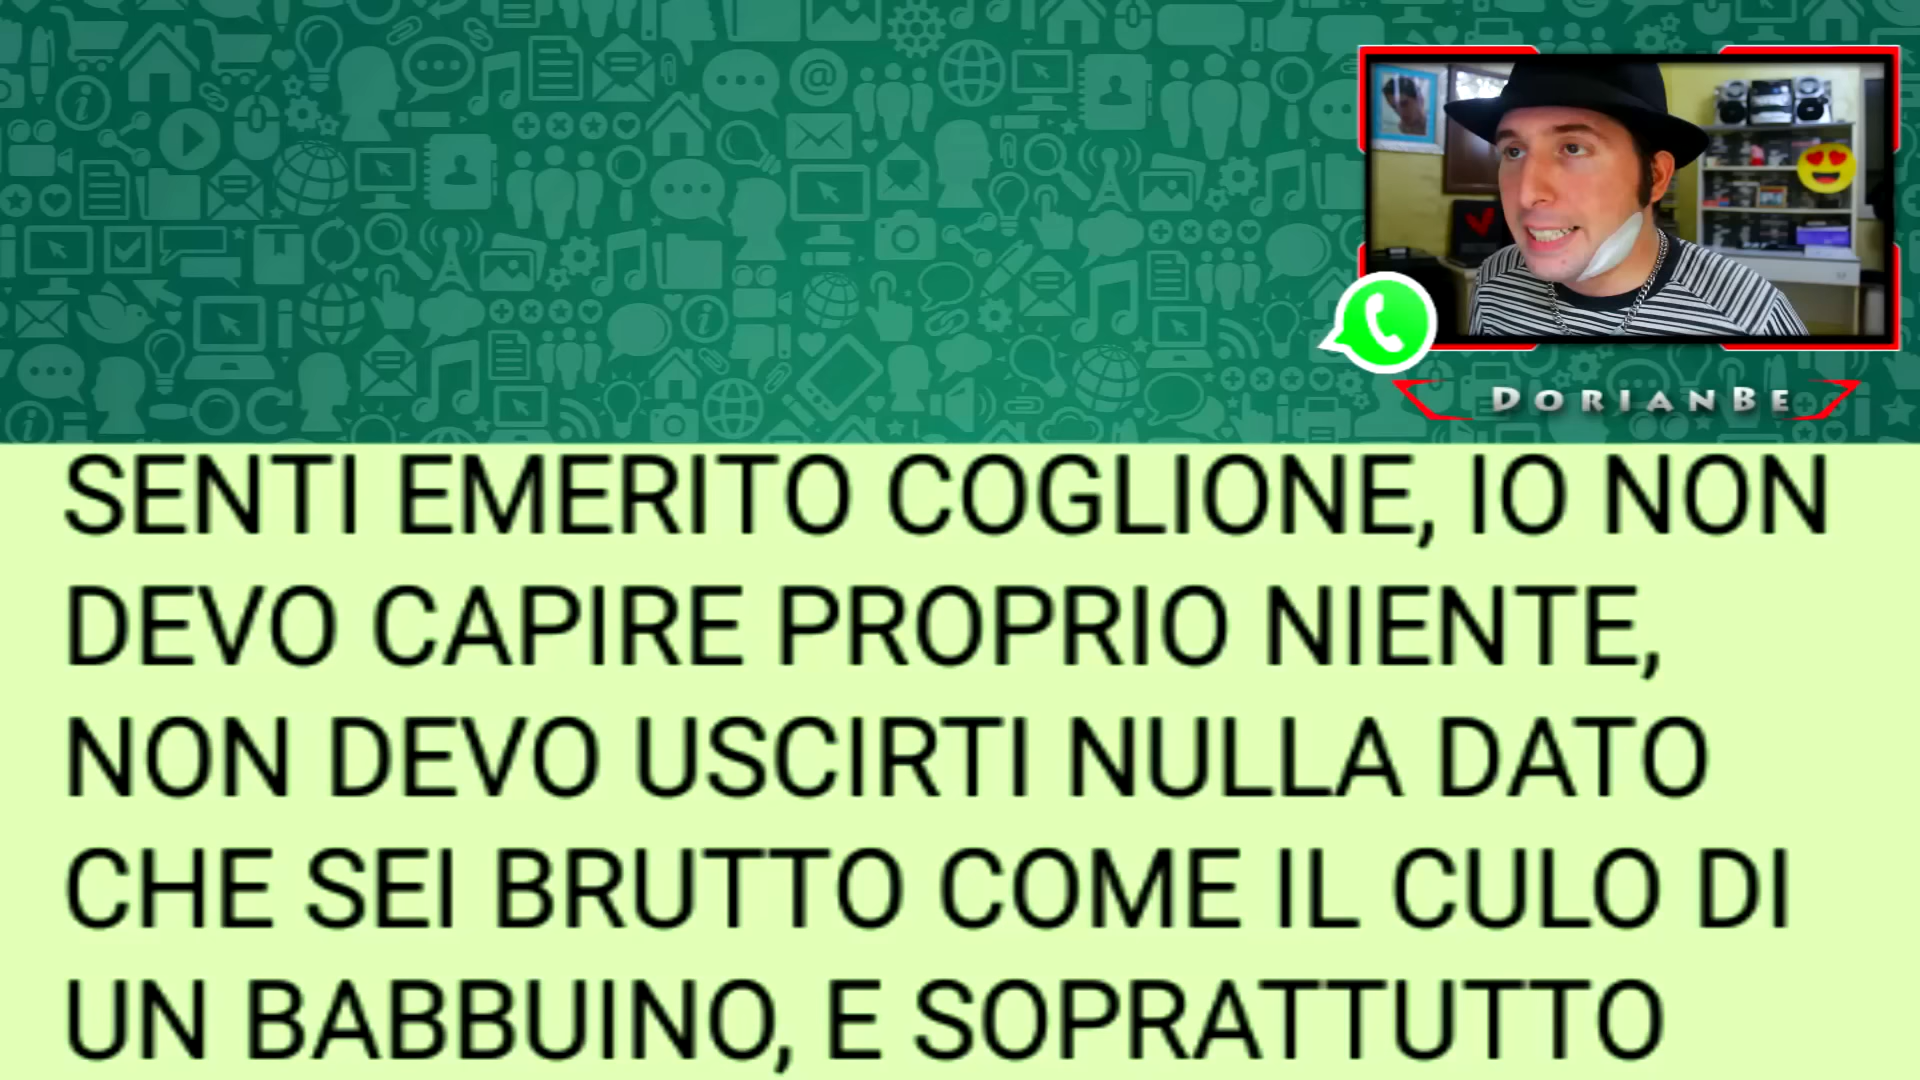 DORIANBE
SENTI EMERITO COGLIONE, IO NON
DEVO CAPIRE PROPRIO NIENTE,
NON DEVO USCIRTI NULLA DATO
CHE SEI BRUTTO COME IL CULO DI
UN BABBUINO, E SOPRATTUTTO